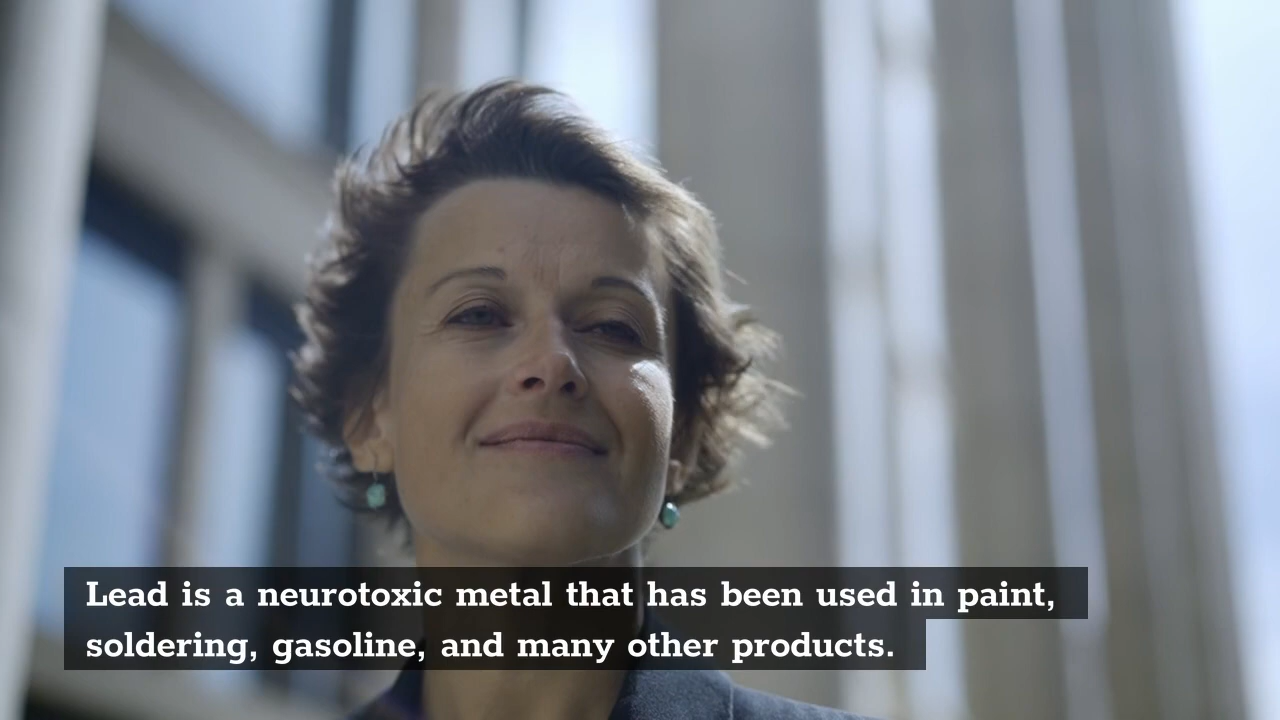 Lead is a neurotoxic metal that has been used in paint,
soldering, gasoline, and many other products.